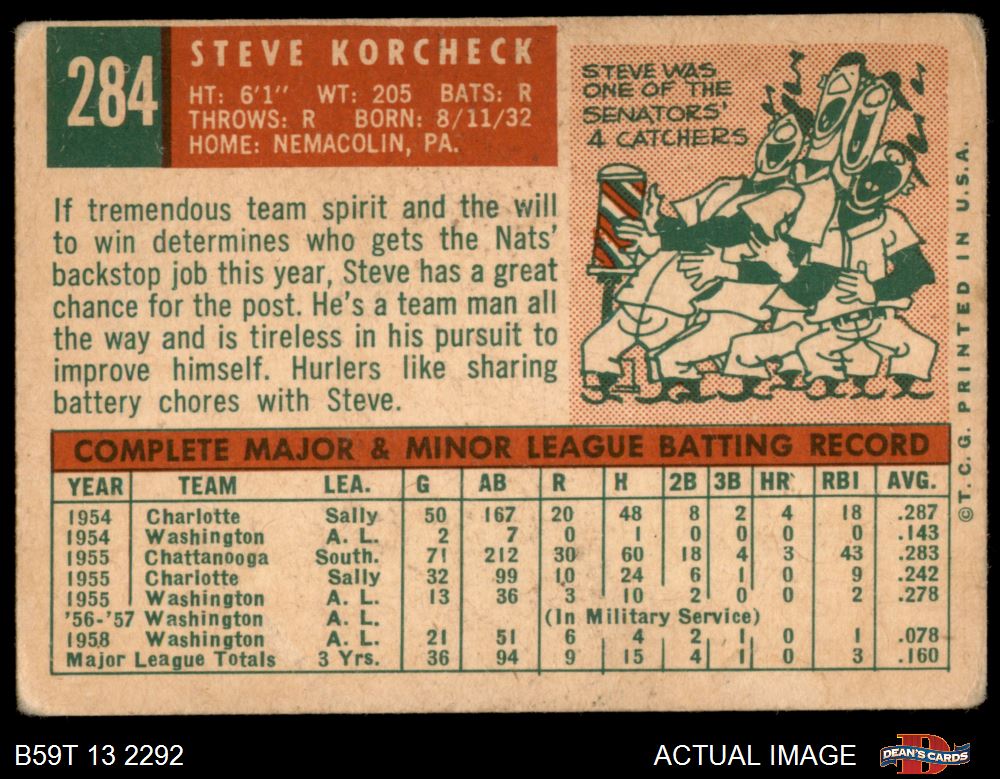 284
STEVE KORCHECK
HT: 6'1" WT: 205 BATS: R
THROWS: R BORN: 8/11/32
HOME: NEMACOLIN, PA.
STEVE WAS
ONE OF THE
SENATORS'
4 CATCHERS
If tremendous team spirit and the will
to win determines who gets the Nats'
backstop job this year, Steve has a great
chance for the post. He's a team man all
the way and is tireless in his pursuit to
improve himself. Hurlers like sharing
battery chores with Steve.
COMPLETE MAJOR & MINOR LEAGUE BATTING RECORD
YEAR TEAM LEA. G AB R H 2B 3B HR RBI AVG.
1954 Charlotte Sally 50 167 20 48 8 2 4 18 .287
1954 Washington A. L. 2 7 0 1 0 0 0 0 .143
1955 Chattanooga South. 71 212 30 60 18 4 3 43 .283
1955 Charlotte Sally 32 99 10 24 6 1 0 9 .242
1955 Washington A. L. 13 36 3 10 2 0 0 2 .278
'56-'57 Washington A. L. (In Military Service)
1958 Washington A. L. 21 51 6 4 2 1 0 1 .078
Major League Totals 3 Yrs. 36 94 9 15 4 1 0 3 .160
©T.C.G. PRINTED IN U.S.A.
B59T 13 2292
ACTUAL IMAGE
D
DEAN'S CARDS